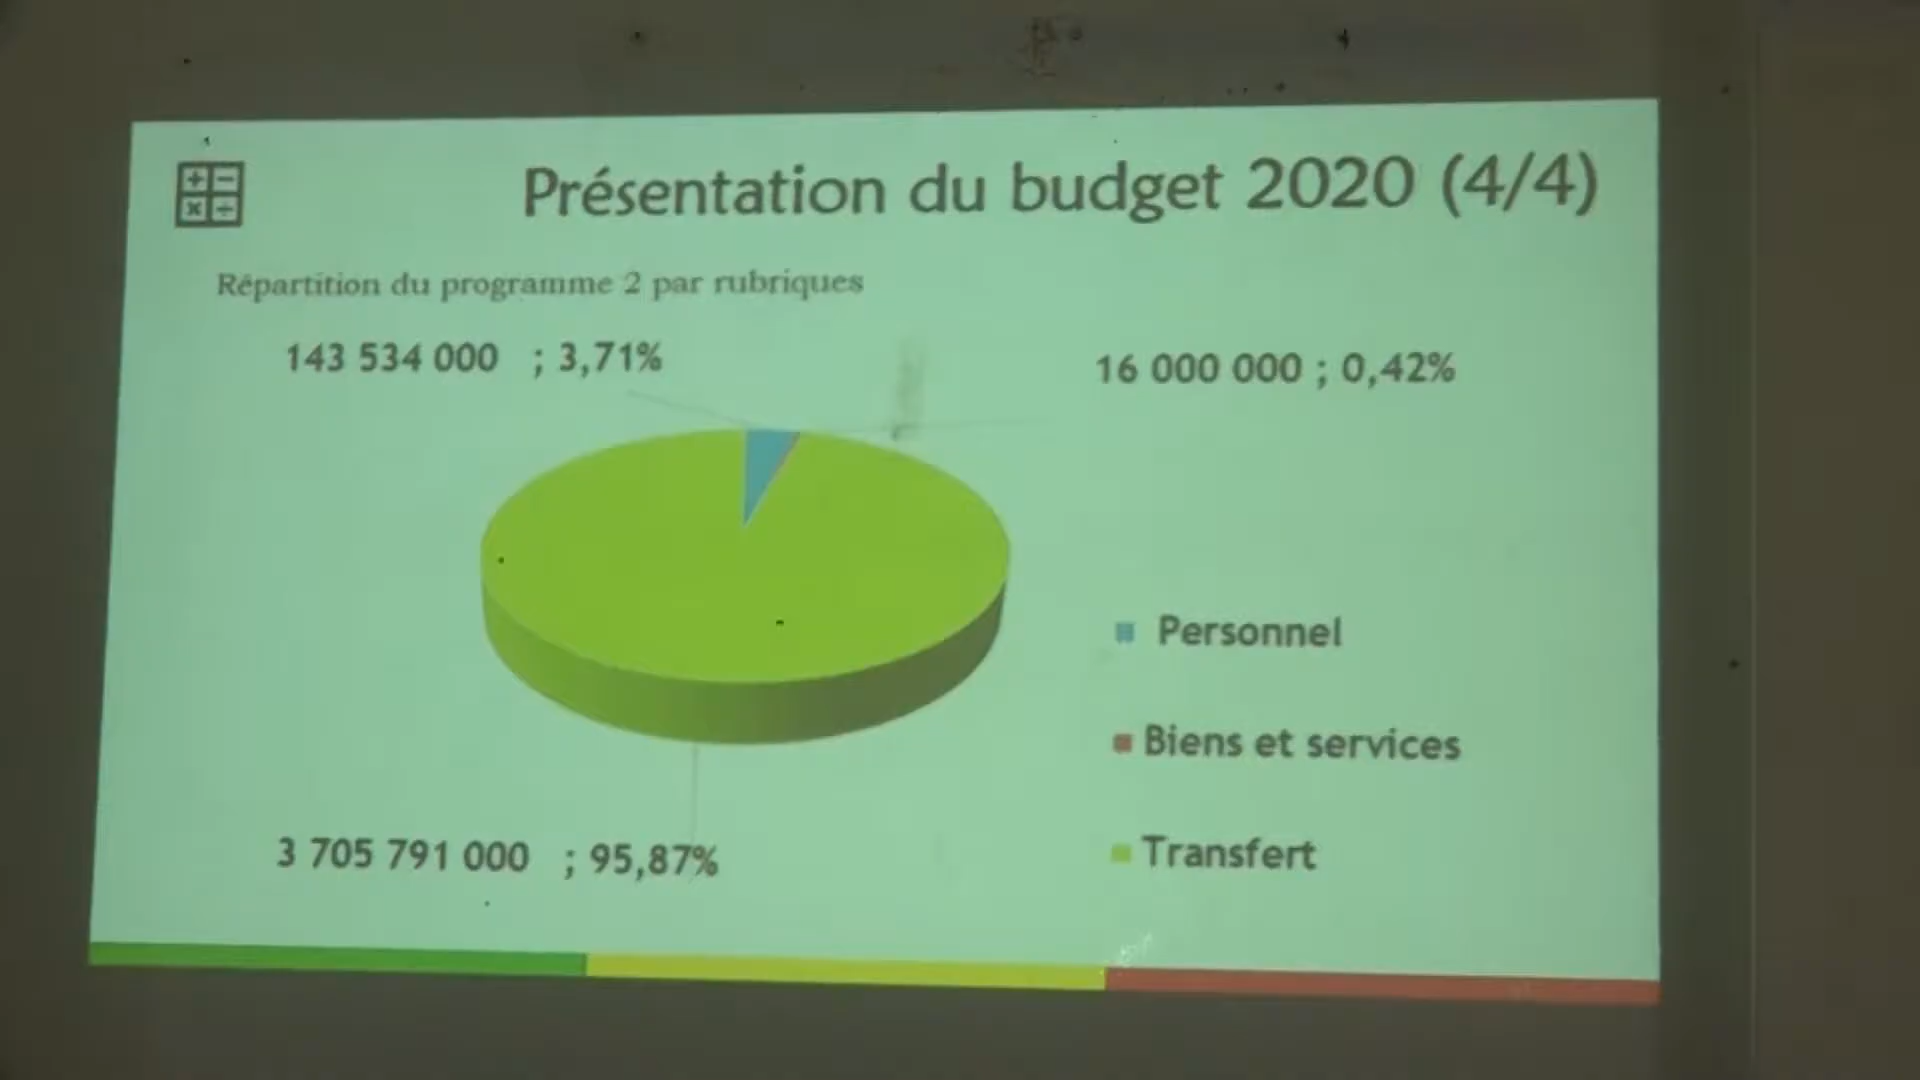 Présentation du budget 2020 (4/4)
Répartition du programme 2 par rubriques
143 534 000 ; 3,71%
16 000 000 ; 0,42%
Personnel
Biens et services
3 705 791 000 ; 95,87%
Transfert